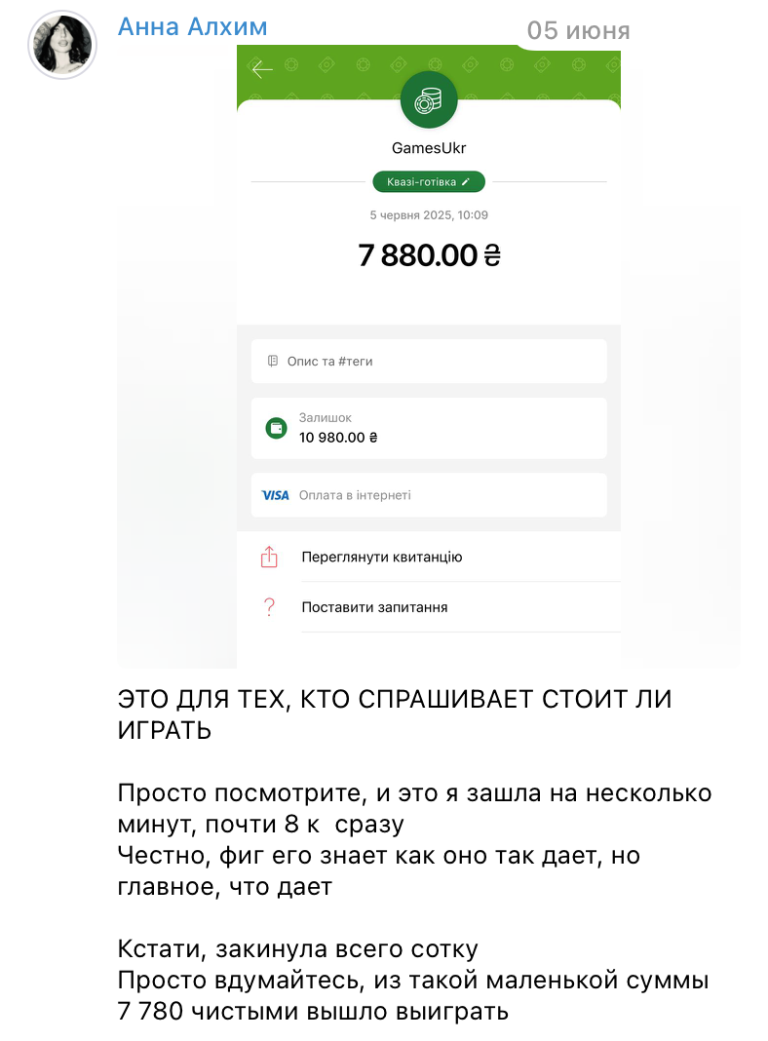 Анна Алхим
05 июня
GamesUkr
Квазі-готівка
5 червня 2025, 10:09
7 880.00 ₴
Опис та #теги
Залишок
10 980.00 ₴
VISA Оплата в інтернеті
Переглянути квитанцію
Поставити запитання
ЭТО ДЛЯ ТЕХ, КТО СПРАШИВАЕТ СТОИТ ЛИ
ИГРАТЬ
Просто посмотрите, и это я зашла на несколько
минут, почти 8 к  сразу
Честно, фиг его знает как оно так дает, но
главное, что дает
Кстати, закинула всего сотку
Просто вдумайтесь, из такой маленькой суммы
7 780 чистыми вышло выиграть